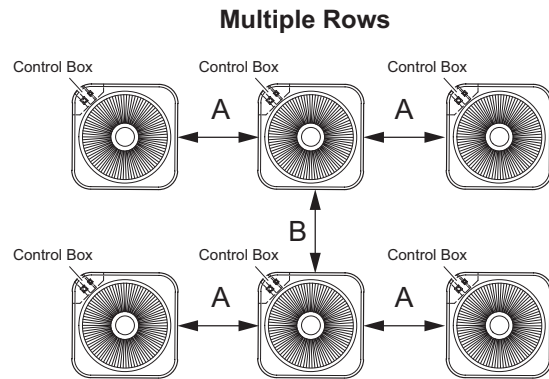 Multiple Rows
Control Box Control Box Control Box
A A
B
Control Box Control Box Control Box
A A